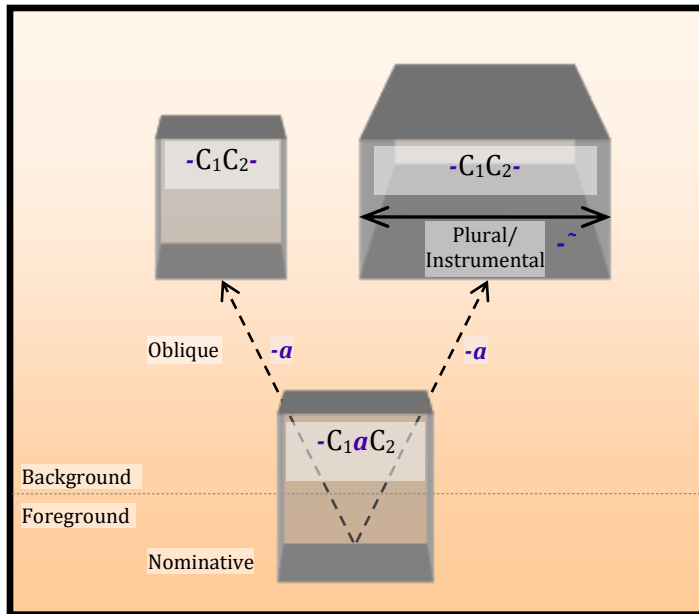 -C₁C₂-
-C₁C₂-
Plural/
Instrumental
-˜
Oblique
-a
-a
-C₁aC₂
Background
Foreground
Nominative